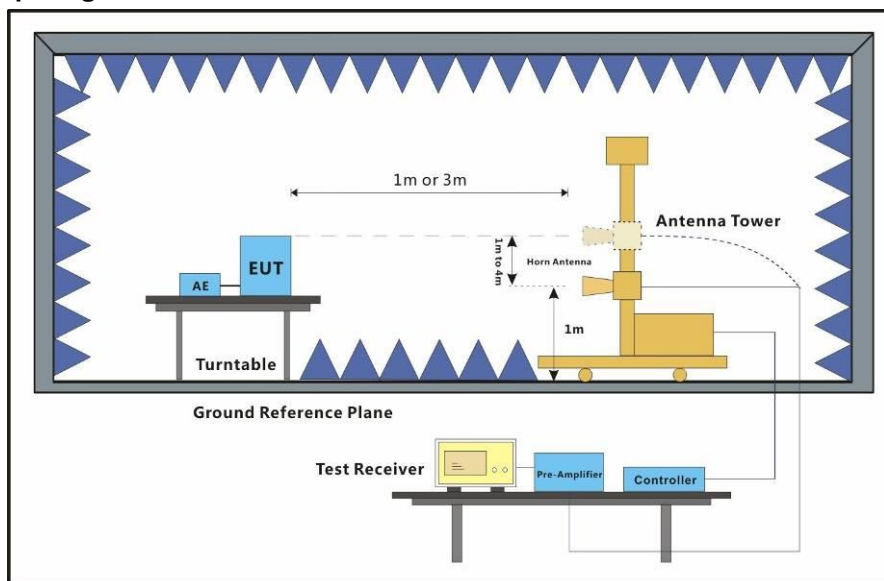 1m or 3m
Antenna Tower
1m to 4m
Horn Antenna
EUT
AE
1m
Turntable
Ground Reference Plane
Test Receiver
Pre-Amplifier
Controller